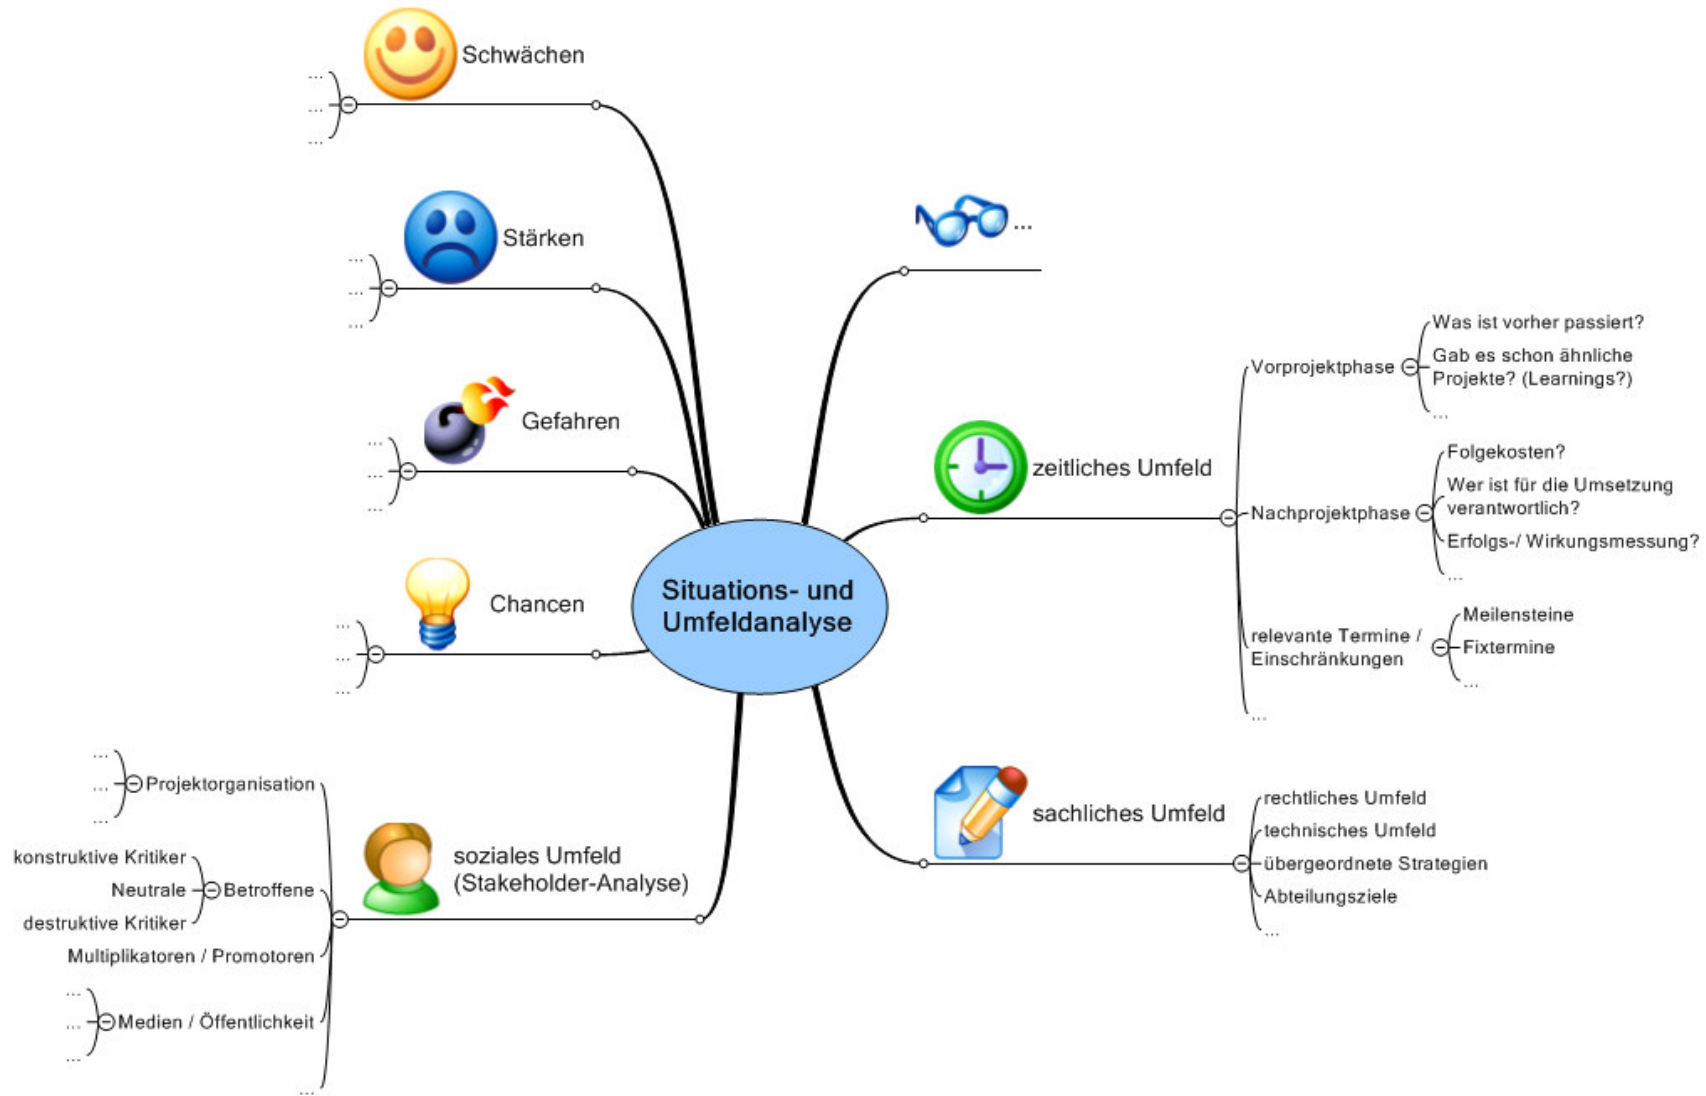 Schwächen
...
...
...
Stärken
...
...
...
Gefahren
...
...
...
Chancen
...
...
...
Situations- und
Umfeldanalyse
...
zeitliches Umfeld
Vorprojektphase
Was ist vorher passiert?
Gab es schon ähnliche
Projekte? (Learnings?)
...
Nachprojektphase
Folgekosten?
Wer ist für die Umsetzung
verantwortlich?
Erfolgs-/ Wirkungsmessung?
...
relevante Termine /
Einschränkungen
Meilensteine
Fixtermine
...
...
sachliches Umfeld
rechtliches Umfeld
technisches Umfeld
übergeordnete Strategien
Abteilungsziele
...
soziales Umfeld
(Stakeholder-Analyse)
Projektorganisation
...
...
...
Betroffene
konstruktive Kritiker
Neutrale
destruktive Kritiker
Multiplikatoren / Promotoren
Medien / Öffentlichkeit
...
...
...
...